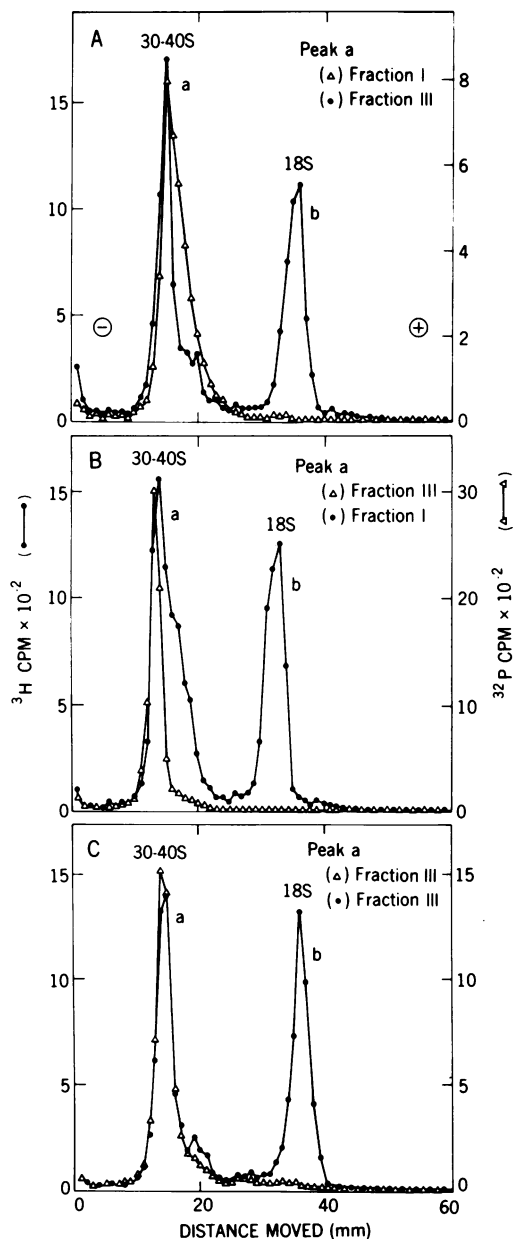 A
30-40S
Peak a
(△) Fraction I
(•) Fraction III
a
18S
b
15
10
5
0
8
6
4
2
0
⊖
⊕
B
30-40S
Peak a
(△) Fraction III
(•) Fraction I
a
18S
b
15
10
5
0
30
20
10
0
³H CPM × 10⁻² (•—•)
³²P CPM × 10⁻² (△—△)
C
30-40S
Peak a
(△) Fraction III
(•) Fraction III
a
18S
b
15
10
5
0
15
10
5
0
0 20 40 60
DISTANCE MOVED (mm)